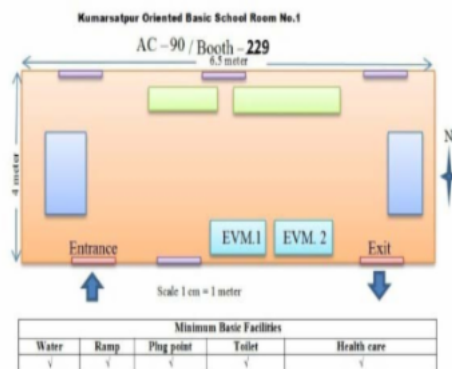 Kumarsatpur Oriented Basic School Room No.1
AC – 90 / Booth – 229
6.5 meter
4 meter
N
EVM.1 EVM. 2
Entrance Exit
Scale 1 cm = 1 meter
Minimum Basic Facilities
Water Ramp Plug point Toilet Health care
√ √ √ √ √